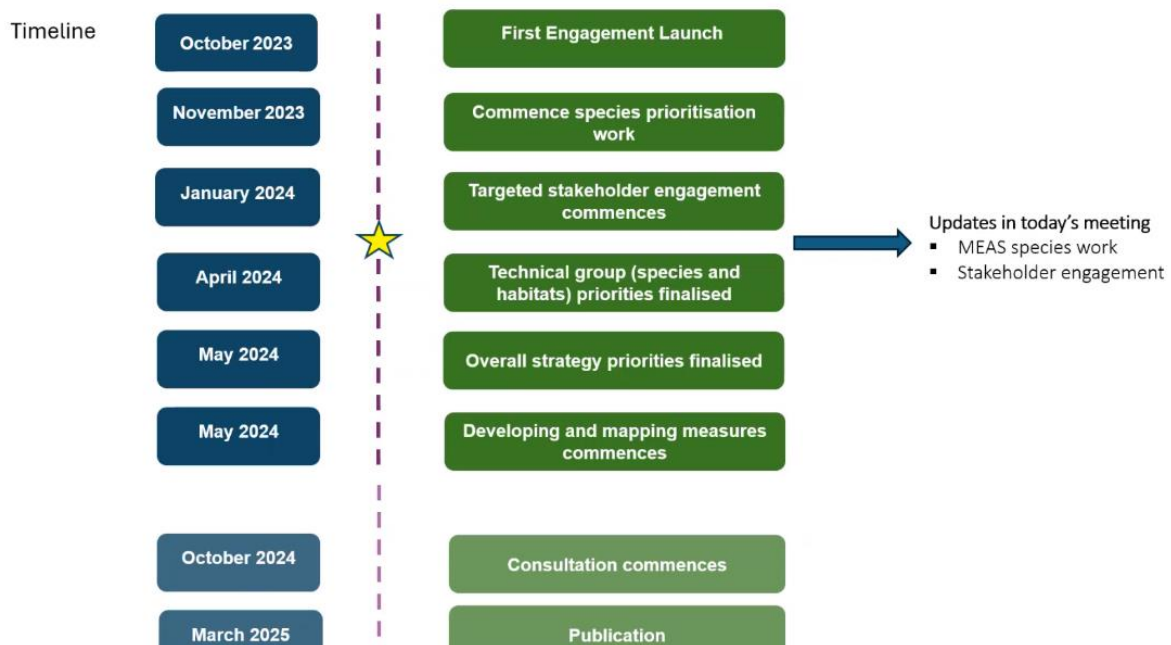 Timeline
October 2023
First Engagement Launch
November 2023
Commence species prioritisation
work
January 2024
Targeted stakeholder engagement
commences
Updates in today's meeting
▪ MEAS species work
▪ Stakeholder engagement
April 2024
Technical group (species and
habitats) priorities finalised
May 2024
Overall strategy priorities finalised
May 2024
Developing and mapping measures
commences
October 2024
Consultation commences
March 2025
Publication